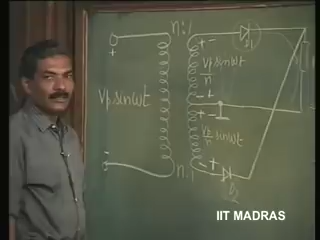 n:1
+ -
D1
+
Vp sinωt
Vp sinωt
n
- +
+ -
Vp sinωt
n
-
- +
n:1
D2
IIT MADRAS